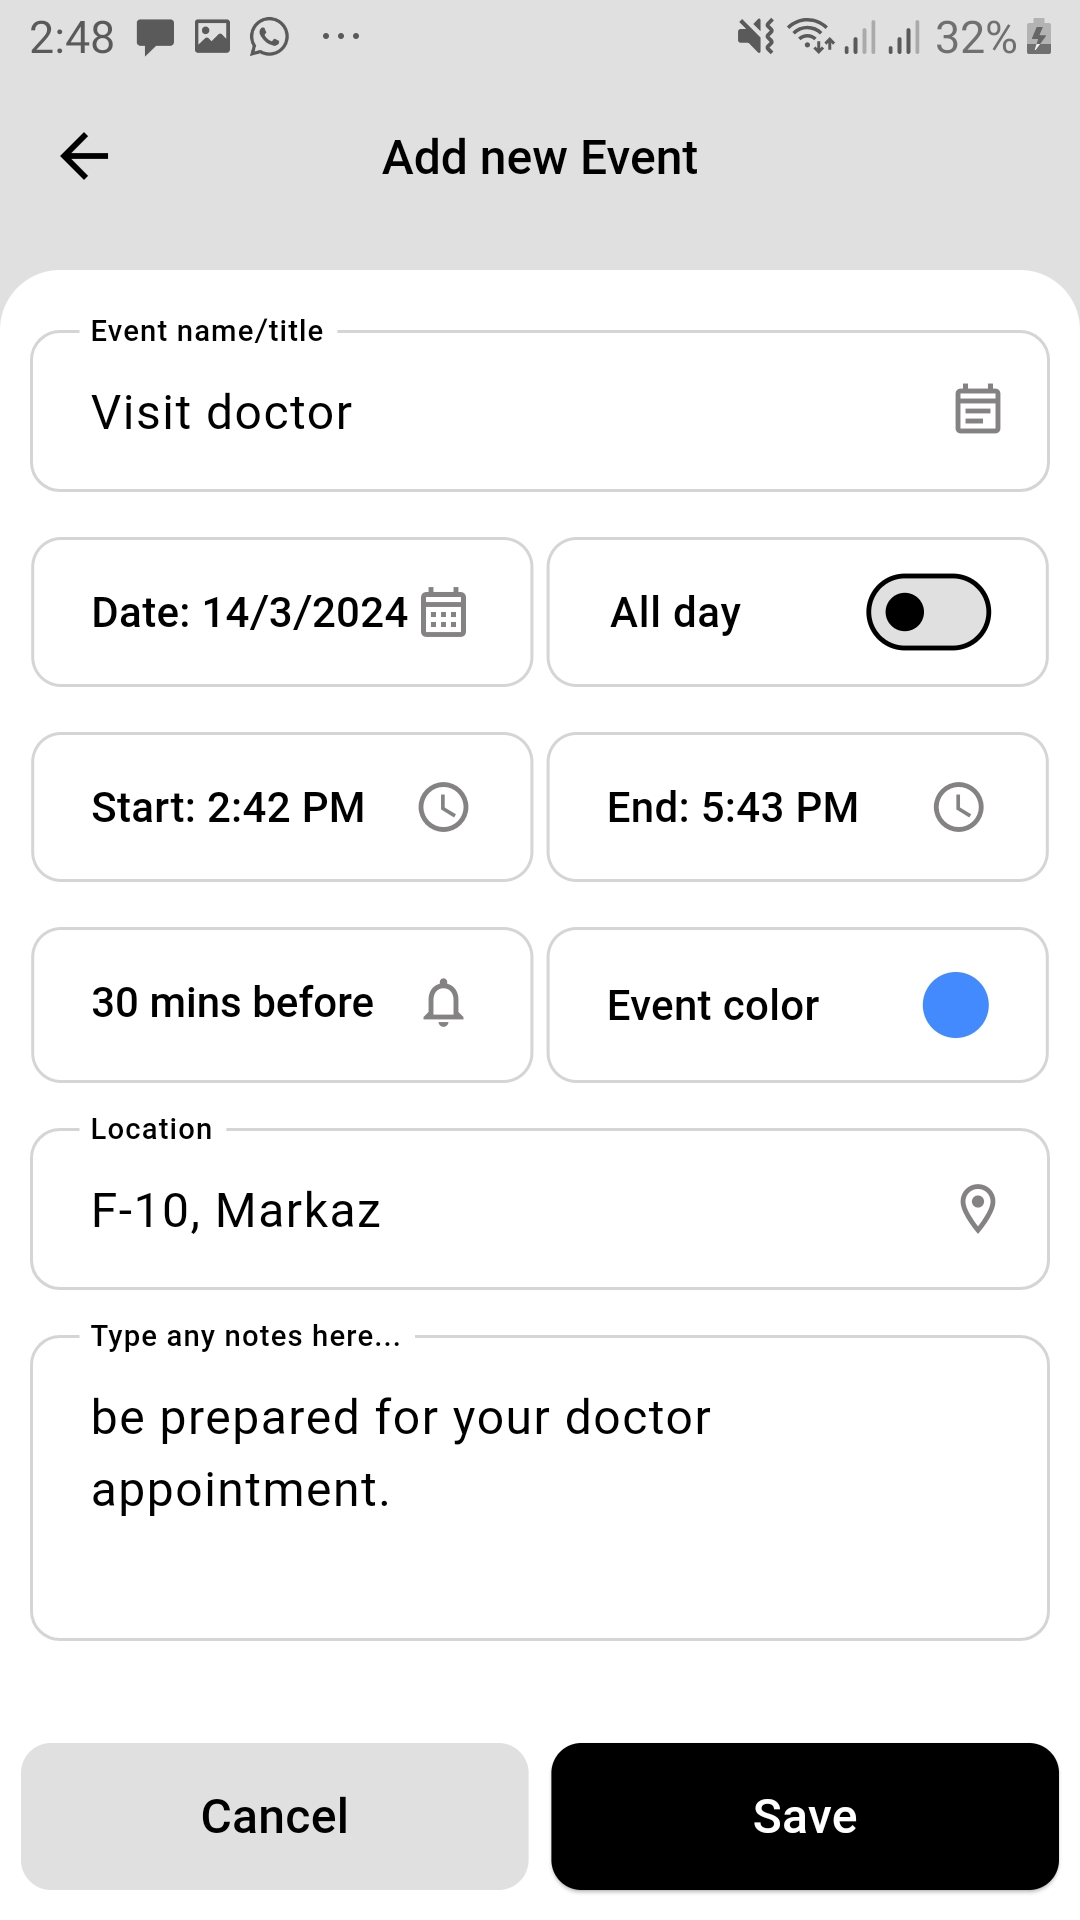 2:48
32%
Add new Event
Event name/title
Visit doctor
Date: 14/3/2024
All day
Start: 2:42 PM
End: 5:43 PM
30 mins before
Event color
Location
F-10, Markaz
Type any notes here...
be prepared for your doctor
appointment.
Cancel
Save